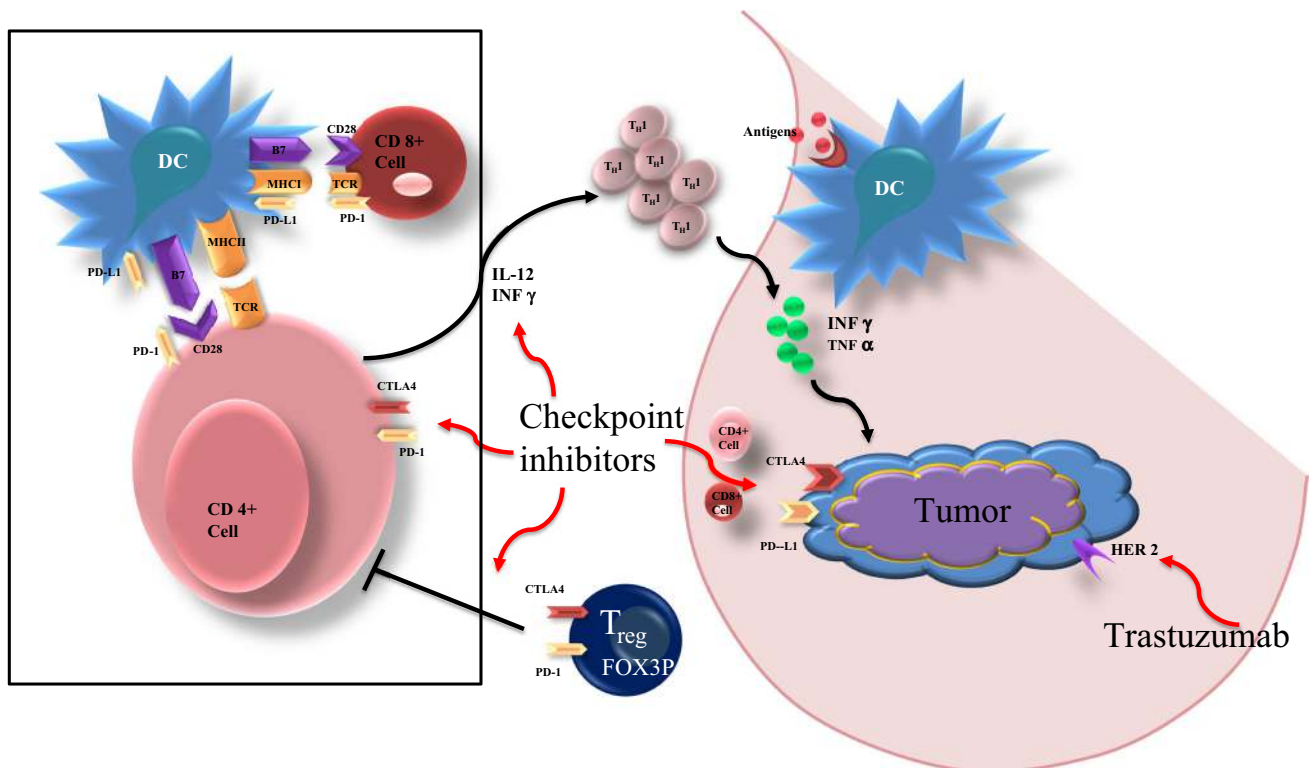 DC
B7
CD28
CD 8+
Cell
MHCI
TCR
PD-L1
PD-1
MHCII
PD-L1
B7
TCR
PD-1
CD28
CTLA4
PD-1
CD 4+
Cell
IL-12
INF γ
TH1
TH1
TH1
TH1
TH1
TH1
Antigens
DC
INF γ
TNF α
Checkpoint
inhibitors
CD4+
Cell
CD8+
Cell
CTLA4
PD--L1
Tumor
HER 2
Trastuzumab
CTLA4
PD-1
Treg
FOX3P